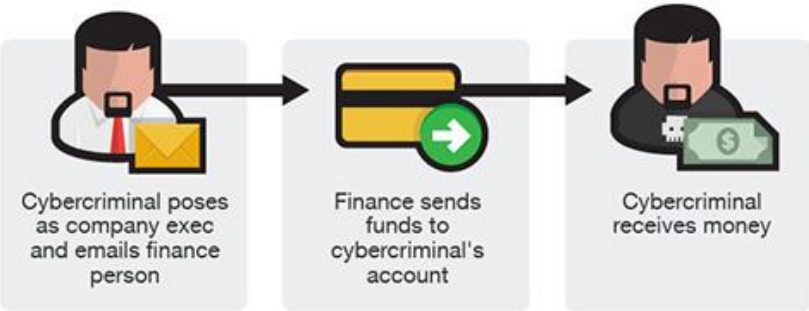 Cybercriminal poses
as company exec
and emails finance
person
Finance sends
funds to
cybercriminal's
account
Cybercriminal
receives money
$